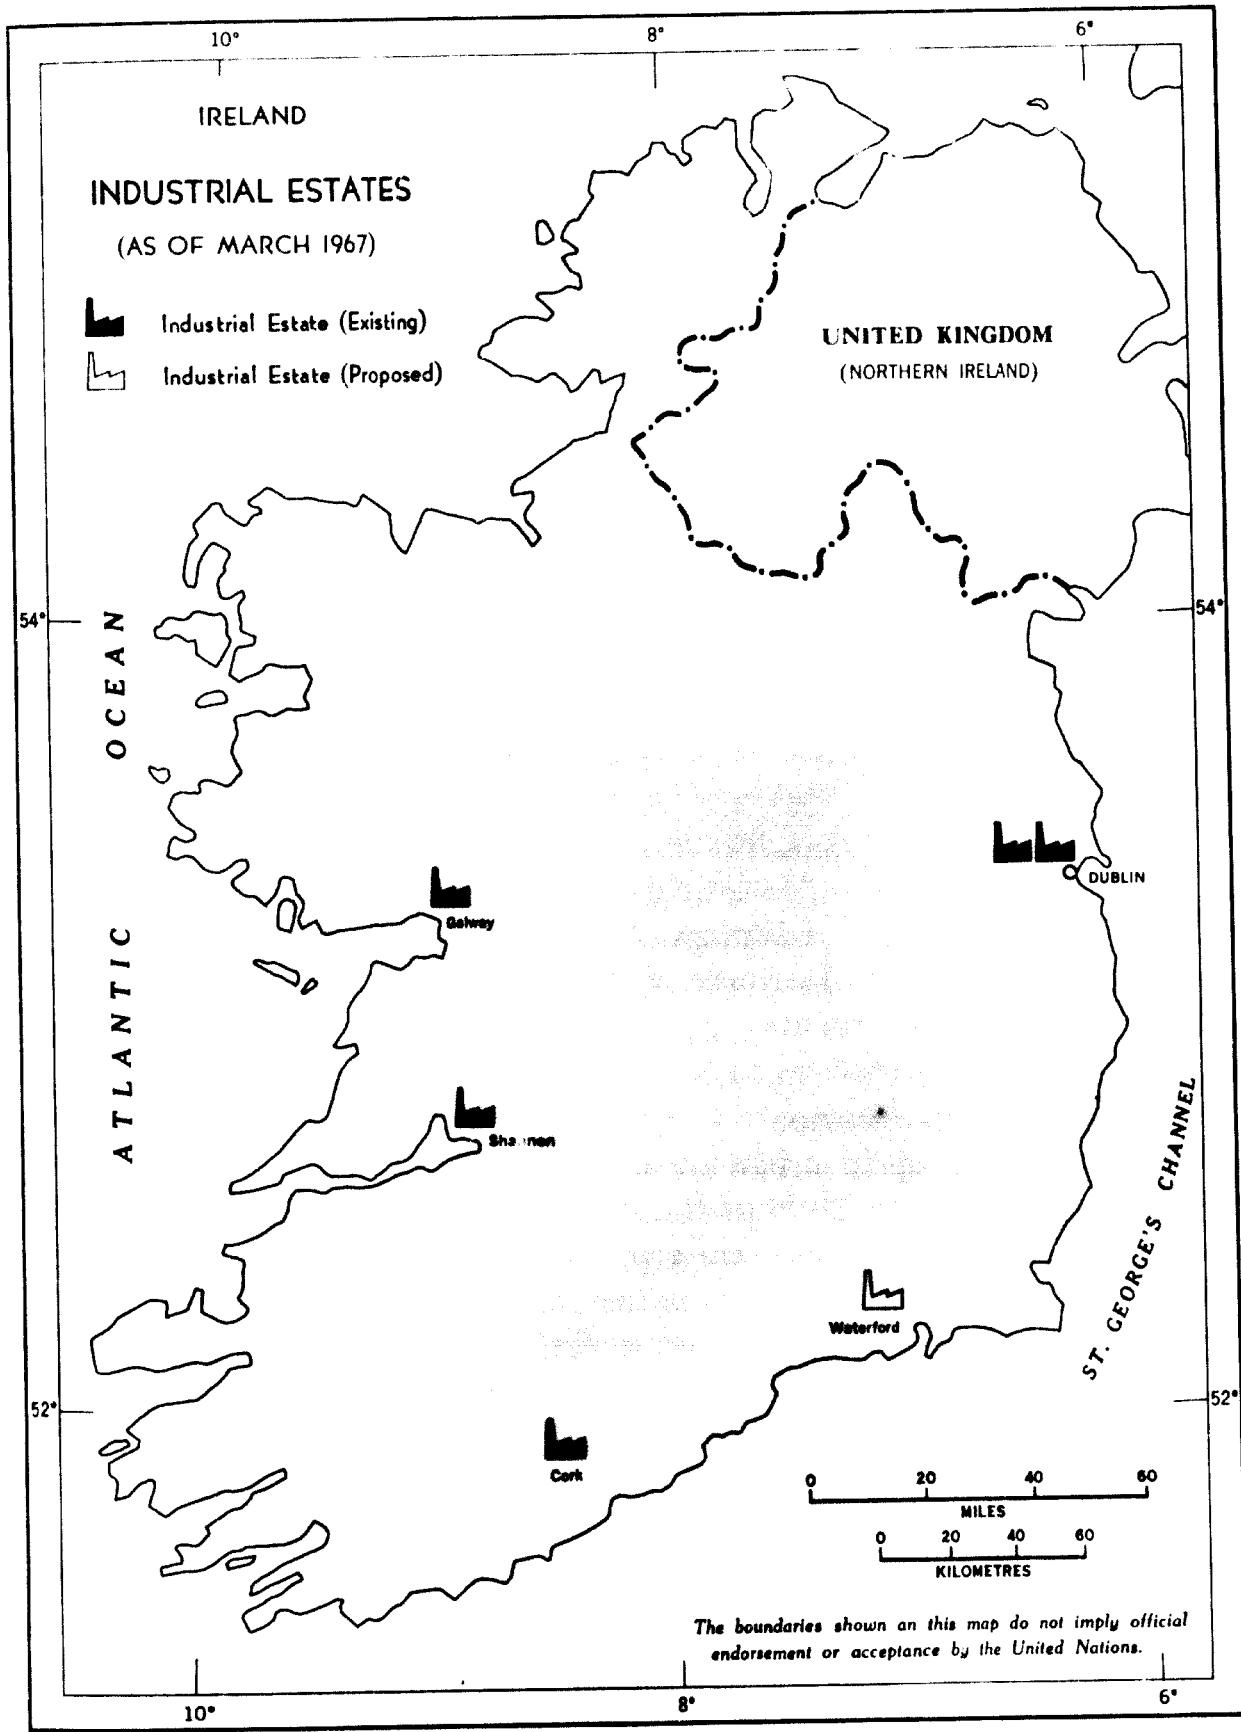 10°
8°
6°
IRELAND
INDUSTRIAL ESTATES
(AS OF MARCH 1967)
Industrial Estate (Existing)
Industrial Estate (Proposed)
UNITED KINGDOM
(NORTHERN IRELAND)
54°
54°
ATLANTIC OCEAN
DUBLIN
Galway
Shannon
ST. GEORGE'S CHANNEL
Waterford
52°
52°
Cork
0 20 40 60
MILES
0 20 40 60
KILOMETRES
The boundaries shown an this map do not imply official
endorsement or acceptance by the United Nations.
10°
8°
6°